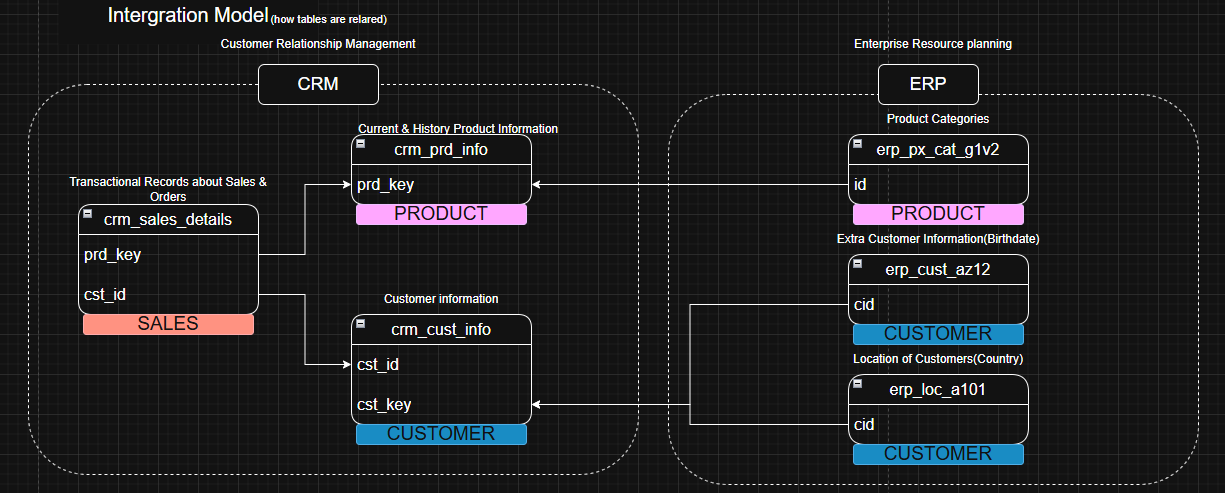 Intergration Model (how tables are relared)
Customer Relationship Management
CRM
Current & History Product Information
crm_prd_info
prd_key
PRODUCT
Transactional Records about Sales &
Orders
crm_sales_details
prd_key
cst_id
SALES
Customer information
crm_cust_info
cst_id
cst_key
CUSTOMER
Enterprise Resource planning
ERP
Product Categories
erp_px_cat_g1v2
id
PRODUCT
Extra Customer Information(Birthdate)
erp_cust_az12
cid
CUSTOMER
Location of Customers(Country)
erp_loc_a101
cid
CUSTOMER